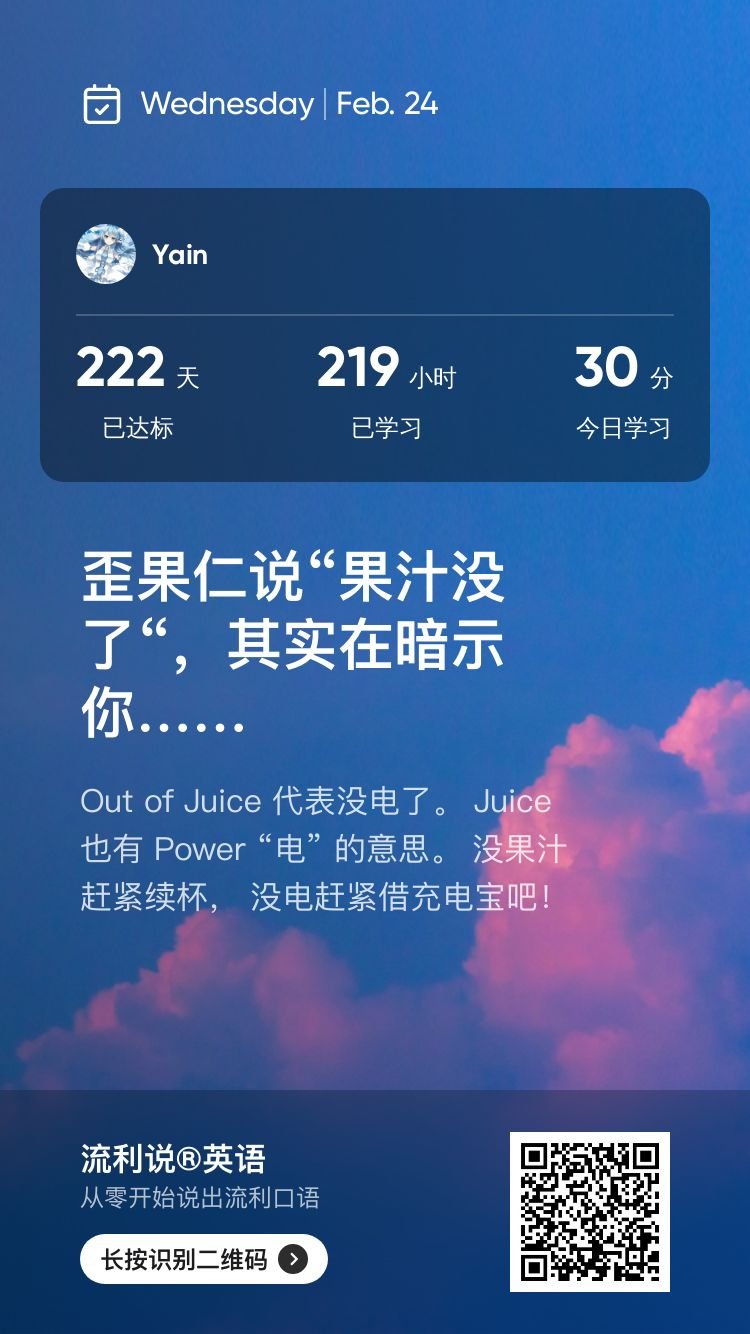 Wednesday | Feb. 24
Yain
222 天 219 小时 30 分
已达标 已学习 今日学习
歪果仁说“果汁没
了“，其实在暗示
你……
Out of Juice 代表没电了。 Juice
也有 Power “电” 的意思。 没果汁
赶紧续杯， 没电赶紧借充电宝吧！
流利说®英语
从零开始说出流利口语
长按识别二维码